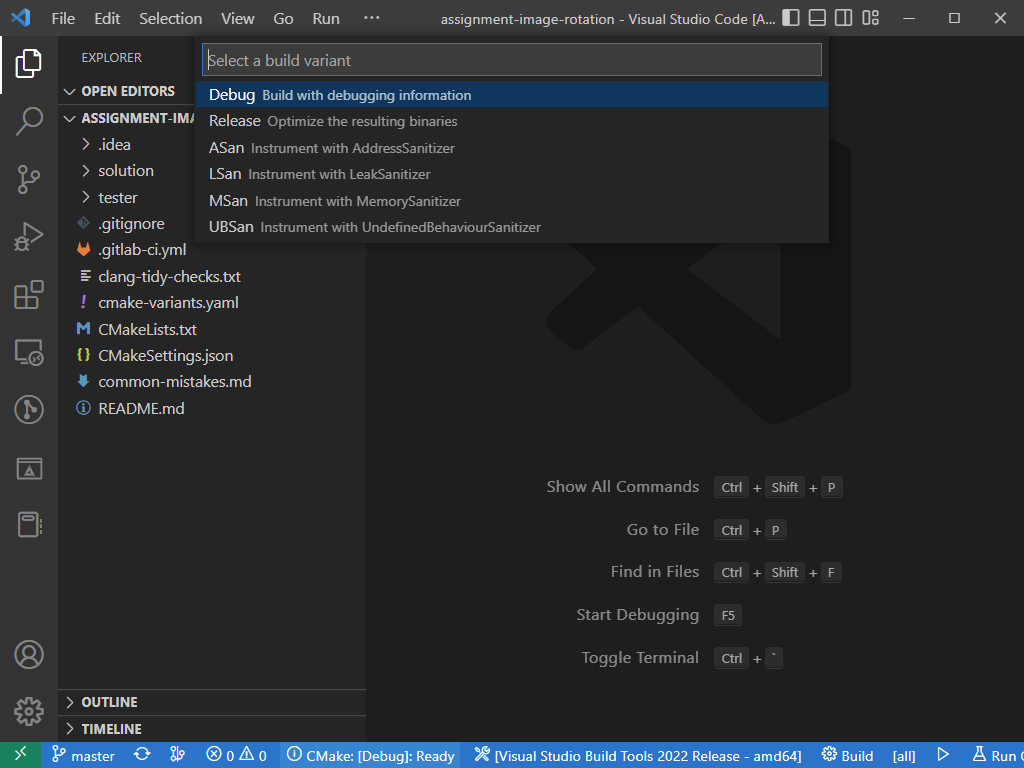 File Edit Selection View Go Run ··· assignment-image-rotation - Visual Studio Code [A...
EXPLORER
Select a build variant
OPEN EDITORS
Debug Build with debugging information
ASSIGNMENT-IMA
Release Optimize the resulting binaries
.idea
ASan Instrument with AddressSanitizer
solution
LSan Instrument with LeakSanitizer
tester
MSan Instrument with MemorySanitizer
.gitignore
UBSan Instrument with UndefinedBehaviourSanitizer
.gitlab-ci.yml
clang-tidy-checks.txt
cmake-variants.yaml
CMakeLists.txt
CMakeSettings.json
common-mistakes.md
README.md
Show All Commands Ctrl + Shift + P
Go to File Ctrl + P
Find in Files Ctrl + Shift + F
Start Debugging F5
Toggle Terminal Ctrl + `
OUTLINE
TIMELINE
master 0 0 CMake: [Debug]: Ready [Visual Studio Build Tools 2022 Release - amd64] Build [all] Run